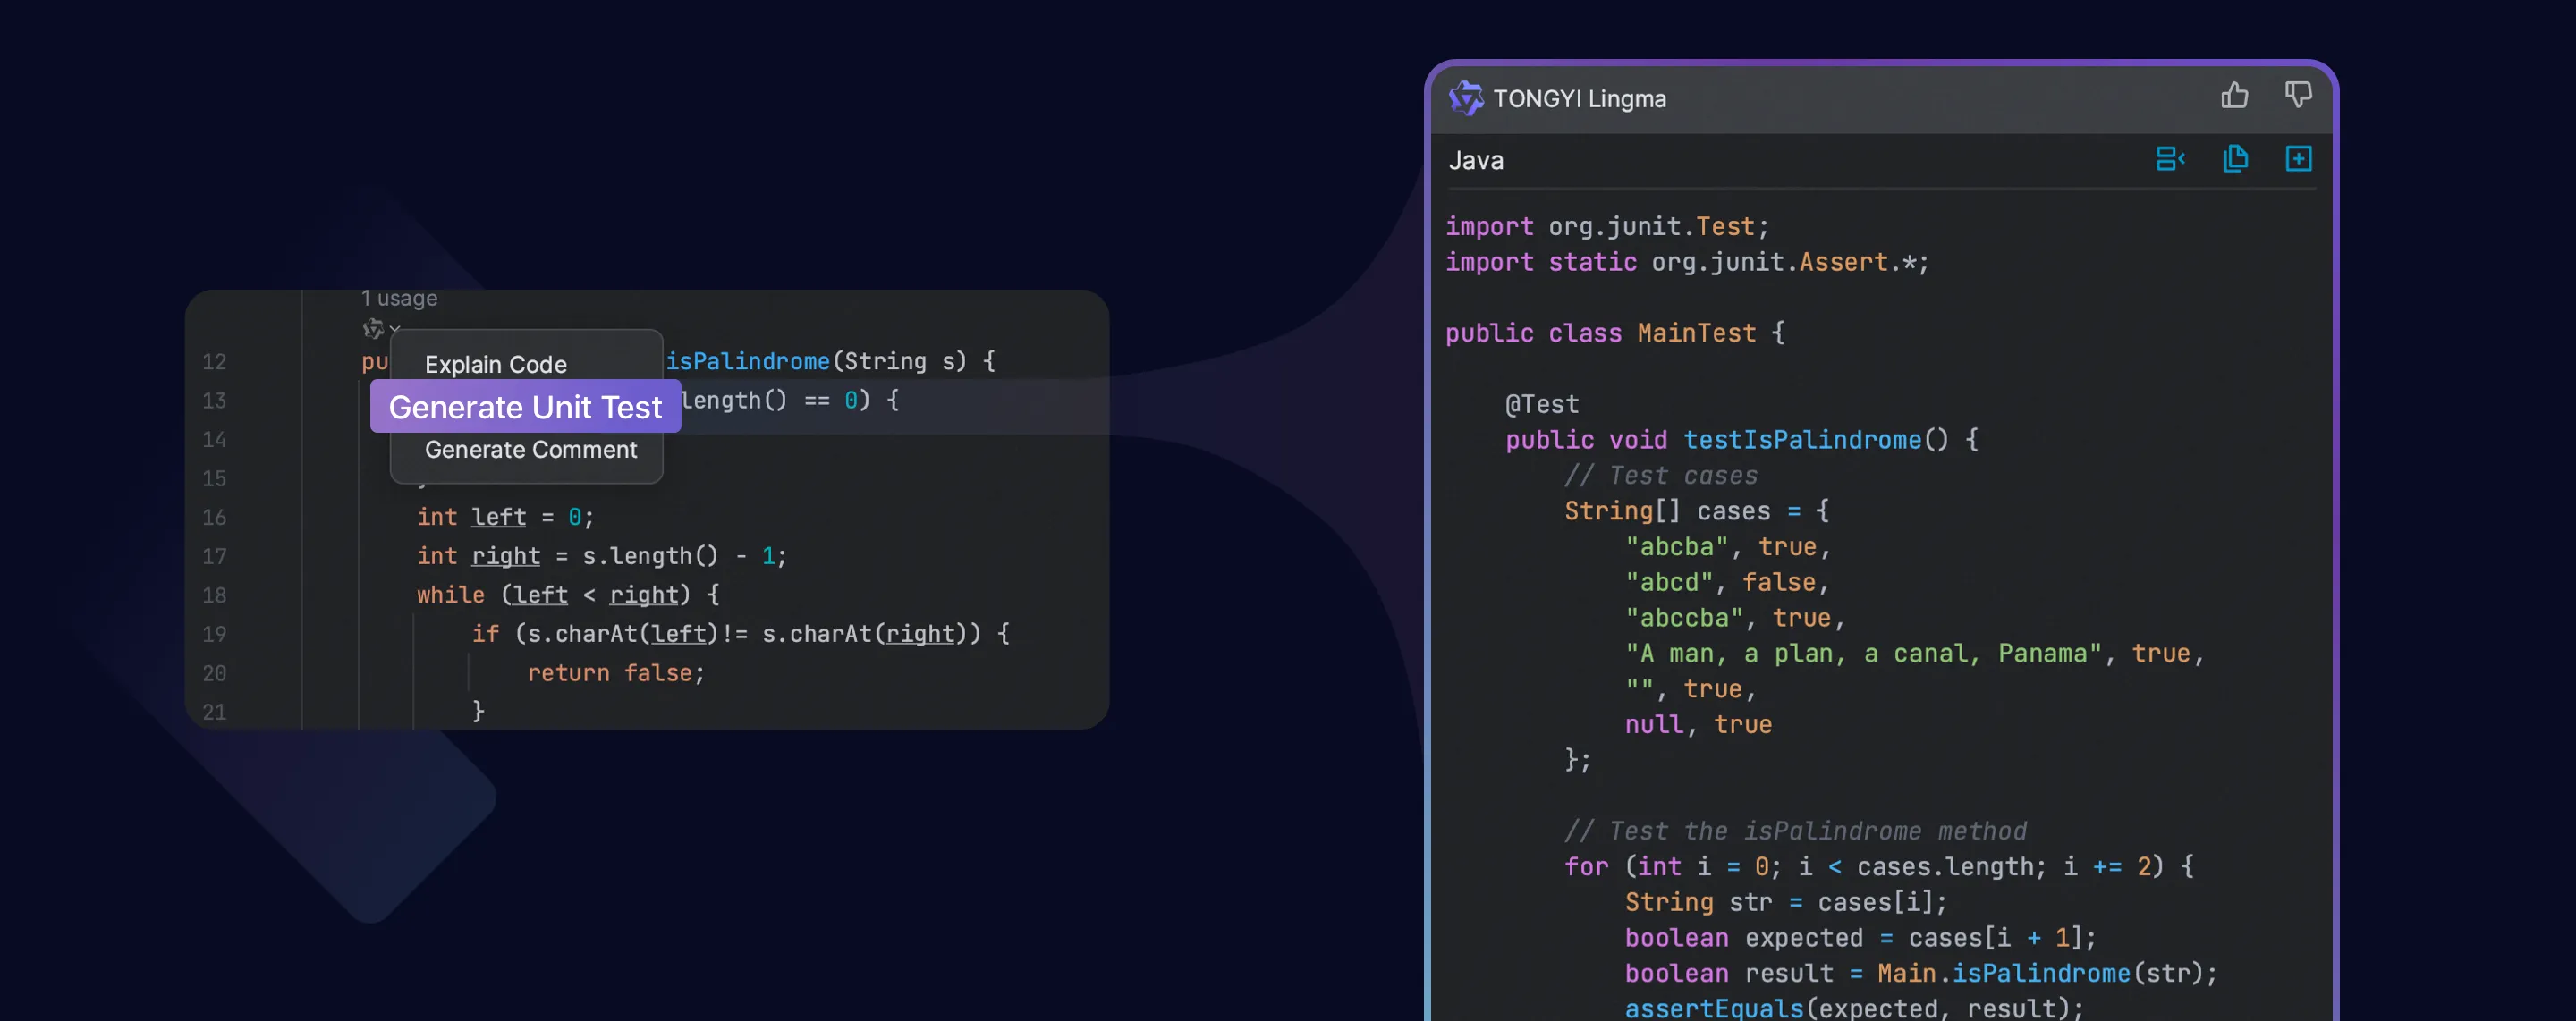 1 usage
12 pu isPalindrome(String s) {
Explain Code
13 length() == 0) {
Generate Unit Test
14
Generate Comment
15 }
16 int left = 0;
17 int right = s.length() - 1;
18 while (left < right) {
19 if (s.charAt(left)!= s.charAt(right)) {
20 return false;
21 }
TONGYI Lingma
Java
import org.junit.Test;
import static org.junit.Assert.*;
public class MainTest {
@Test
public void testIsPalindrome() {
// Test cases
String[] cases = {
"abcba", true,
"abcd", false,
"abccba", true,
"A man, a plan, a canal, Panama", true,
"", true,
null, true
};
// Test the isPalindrome method
for (int i = 0; i < cases.length; i += 2) {
String str = cases[i];
boolean expected = cases[i + 1];
boolean result = Main.isPalindrome(str);
assertEquals(expected, result);